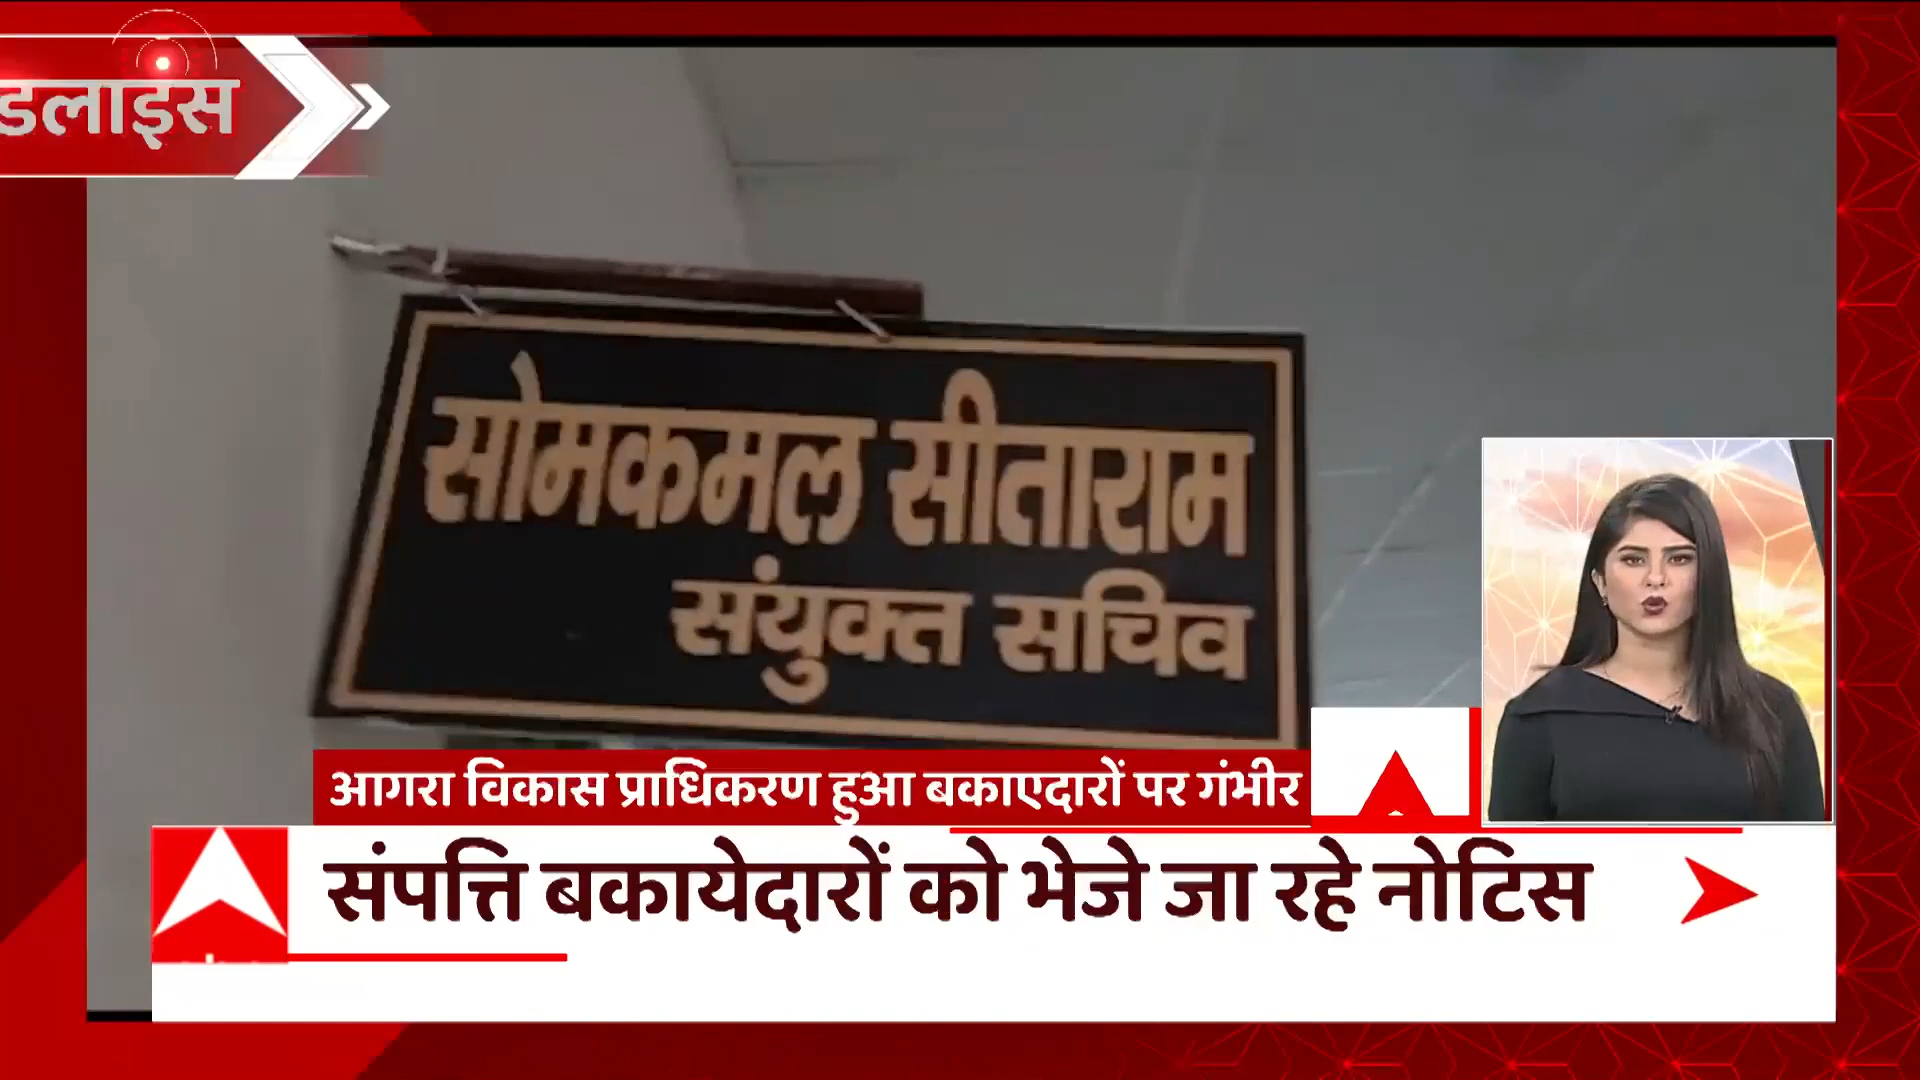 डलाइंस
सोमकमल सीताराम
संयुक्त सचिव
आगरा विकास प्राधिकरण हुआ बकाएदारों पर गंभीर
संपत्ति बकायेदारों को भेजे जा रहे नोटिस